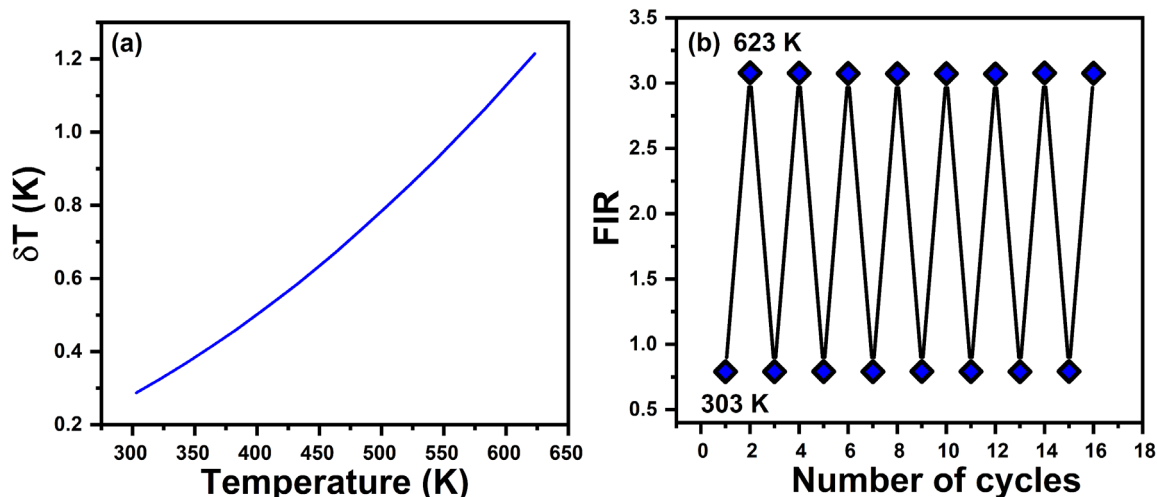 (a)
δT (K)
1.2
1.0
0.8
0.6
0.4
0.2
300 350 400 450 500 550 600 650
Temperature (K)
(b) 623 K
FIR
3.5
3.0
2.5
2.0
1.5
1.0
0.5
303 K
0 2 4 6 8 10 12 14 16 18
Number of cycles